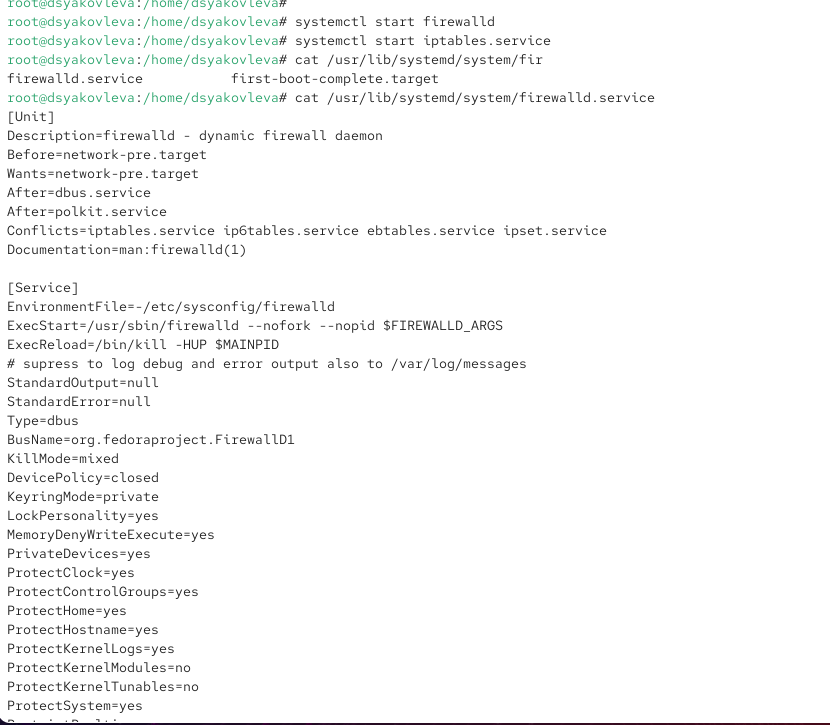 root@dsyakovleva:/home/dsyakovleva#
root@dsyakovleva:/home/dsyakovleva# systemctl start firewalld
root@dsyakovleva:/home/dsyakovleva# systemctl start iptables.service
root@dsyakovleva:/home/dsyakovleva# cat /usr/lib/systemd/system/fir
firewalld.service           first-boot-complete.target
root@dsyakovleva:/home/dsyakovleva# cat /usr/lib/systemd/system/firewalld.service
[Unit]
Description=firewalld - dynamic firewall daemon
Before=network-pre.target
Wants=network-pre.target
After=dbus.service
After=polkit.service
Conflicts=iptables.service ip6tables.service ebtables.service ipset.service
Documentation=man:firewalld(1)

[Service]
EnvironmentFile=-/etc/sysconfig/firewalld
ExecStart=/usr/sbin/firewalld --nofork --nopid $FIREWALLD_ARGS
ExecReload=/bin/kill -HUP $MAINPID
# supress to log debug and error output also to /var/log/messages
StandardOutput=null
StandardError=null
Type=dbus
BusName=org.fedoraproject.FirewallD1
KillMode=mixed
DevicePolicy=closed
KeyringMode=private
LockPersonality=yes
MemoryDenyWriteExecute=yes
PrivateDevices=yes
ProtectClock=yes
ProtectControlGroups=yes
ProtectHome=yes
ProtectHostname=yes
ProtectKernelLogs=yes
ProtectKernelModules=no
ProtectKernelTunables=no
ProtectSystem=yes